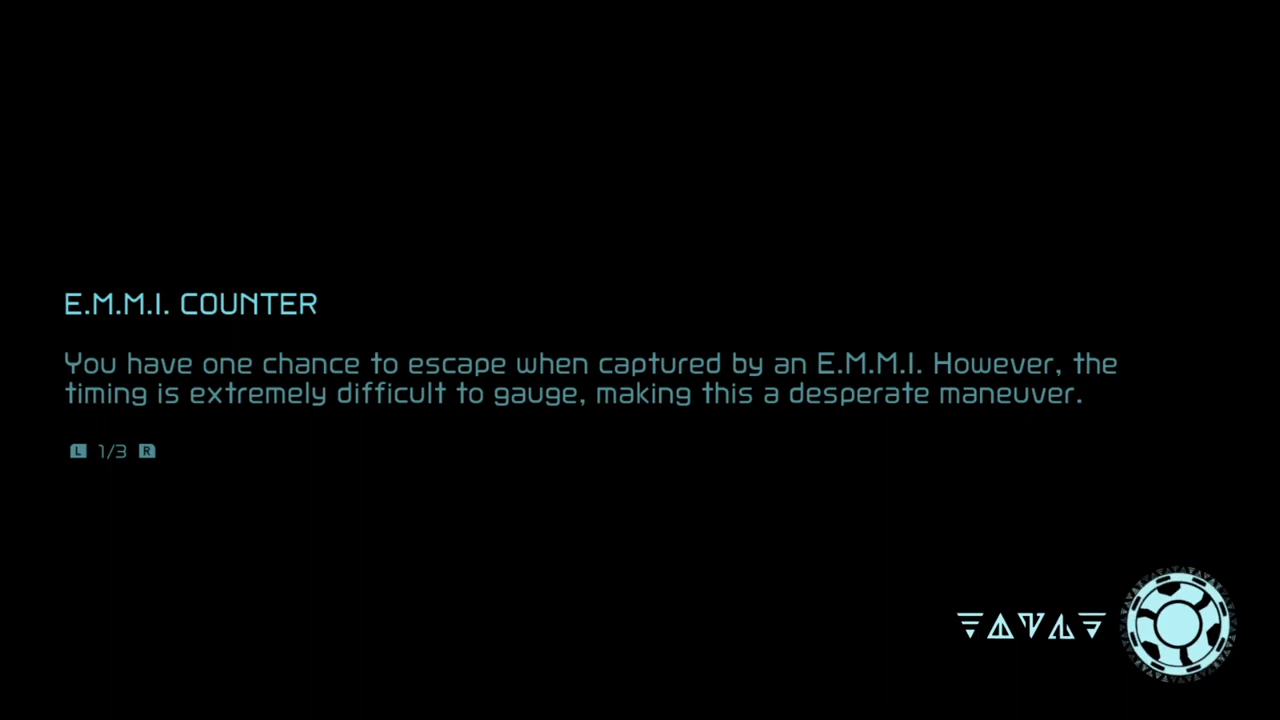 E.M.M.I. COUNTER
You have one chance to escape when captured by an E.M.M.I. However, the
timing is extremely difficult to gauge, making this a desperate maneuver.
L 1/3 R